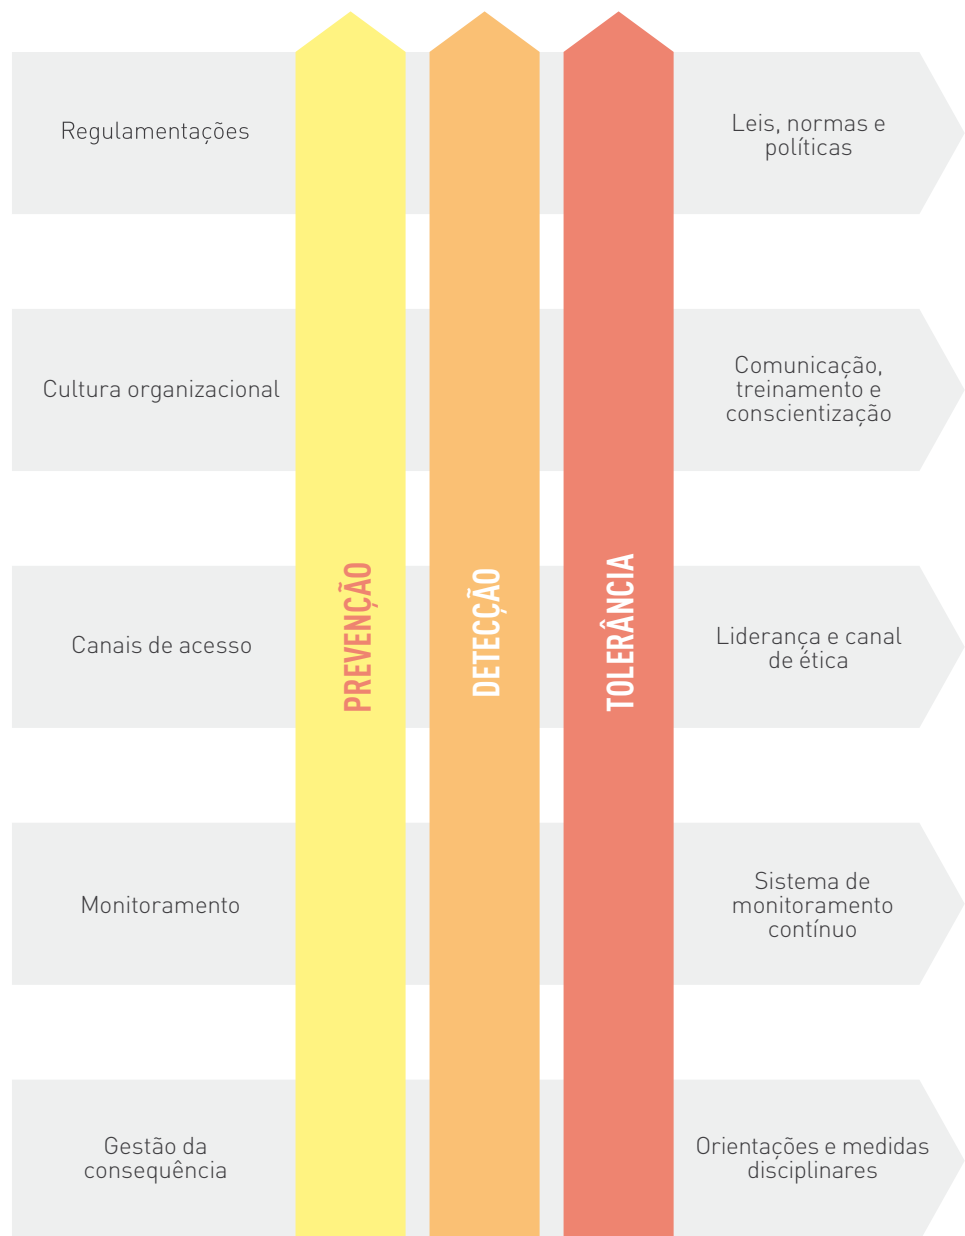 Regulamentações
Leis, normas e
políticas
Cultura organizacional
Comunicação,
treinamento e
conscientização
PREVENÇÃO
DETECÇÃO
TOLERÂNCIA
Canais de acesso
Liderança e canal
de ética
Monitoramento
Sistema de
monitoramento
contínuo
Gestão da
consequência
Orientações e medidas
disciplinares